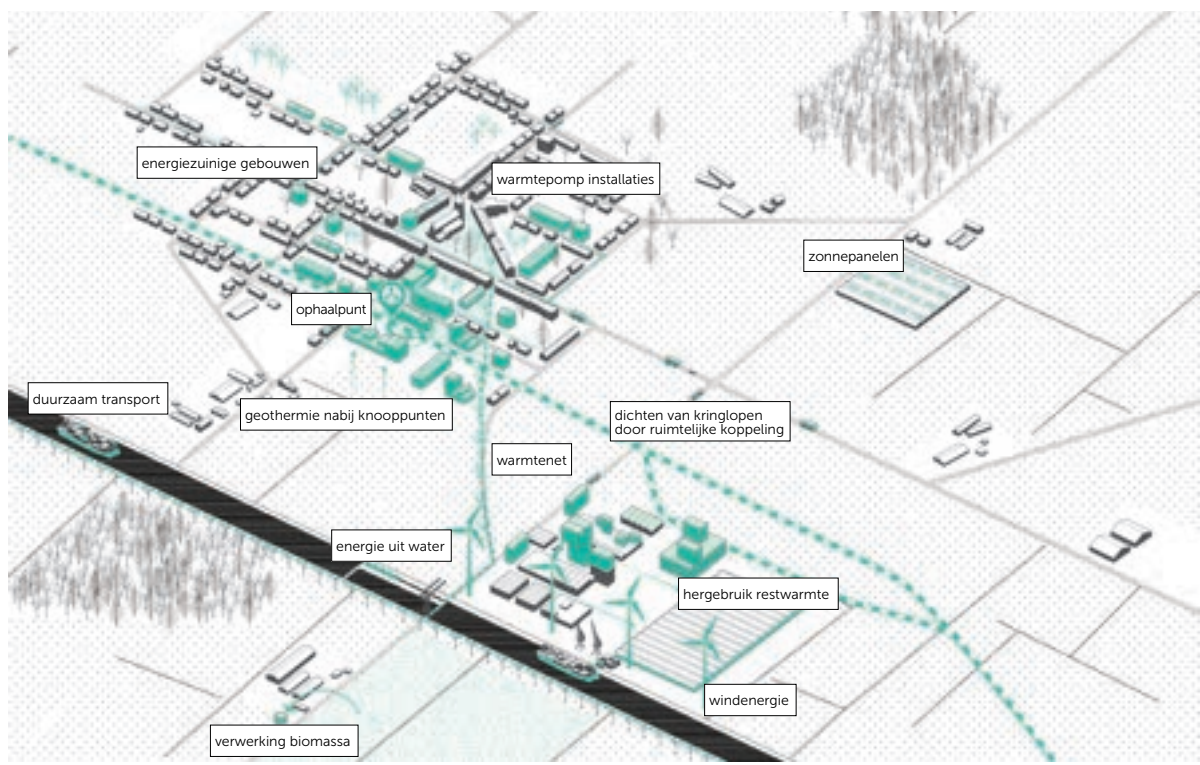 energiezuinige gebouwen
warmtepomp installaties
zonnepanelen
ophaalpunt
duurzaam transport
geothermie nabij knooppunten
dichten van kringlopen
door ruimtelijke koppeling
warmtenet
energie uit water
hergebruik restwarmte
windenergie
verwerking biomassa